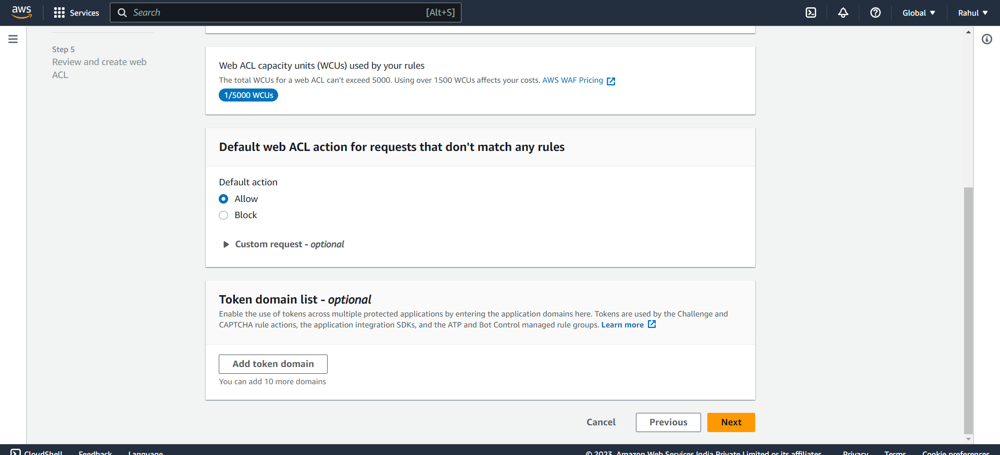 aws
Services
Search
[Alt+S]
Global
Rahul
Step 5
Review and create web
ACL
Web ACL capacity units (WCUs) used by your rules
The total WCUs for a web ACL can't exceed 5000. Using over 1500 WCUs affects your costs. AWS WAF Pricing
1/5000 WCUs
Default web ACL action for requests that don't match any rules
Default action
Allow
Block
Custom request - optional
Token domain list - optional
Enable the use of tokens across multiple protected applications by entering the application domains here. Tokens are used by the Challenge and
CAPTCHA rule actions, the application integration SDKs, and the ATP and Bot Control managed rule groups. Learn more
Add token domain
You can add 10 more domains
Cancel
Previous
Next
CloudShell
Feedback
Language
© 2023, Amazon Web Services India Private Limited or its affiliates.
Privacy
Terms
Cookie preferences